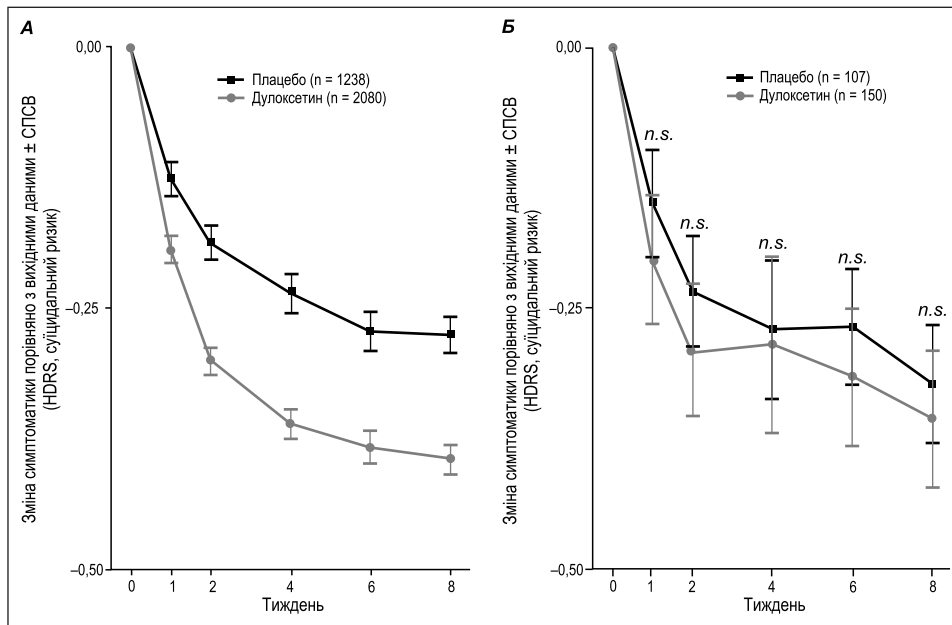 А
0,00
–0,25
–0,50
Зміна симптоматики порівняно з вихідними даними ± СПСВ
(HDRS, суїцидальний ризик)
Плацебо (n = 1238)
Дулоксетин (n = 2080)
0 1 2 4 6 8
Тиждень
Б
0,00
–0,25
–0,50
Зміна симптоматики порівняно з вихідними даними ± СПСВ
(HDRS, суїцидальний ризик)
Плацебо (n = 107)
Дулоксетин (n = 150)
n.s.
n.s.
n.s.
n.s.
n.s.
0 1 2 4 6 8
Тиждень